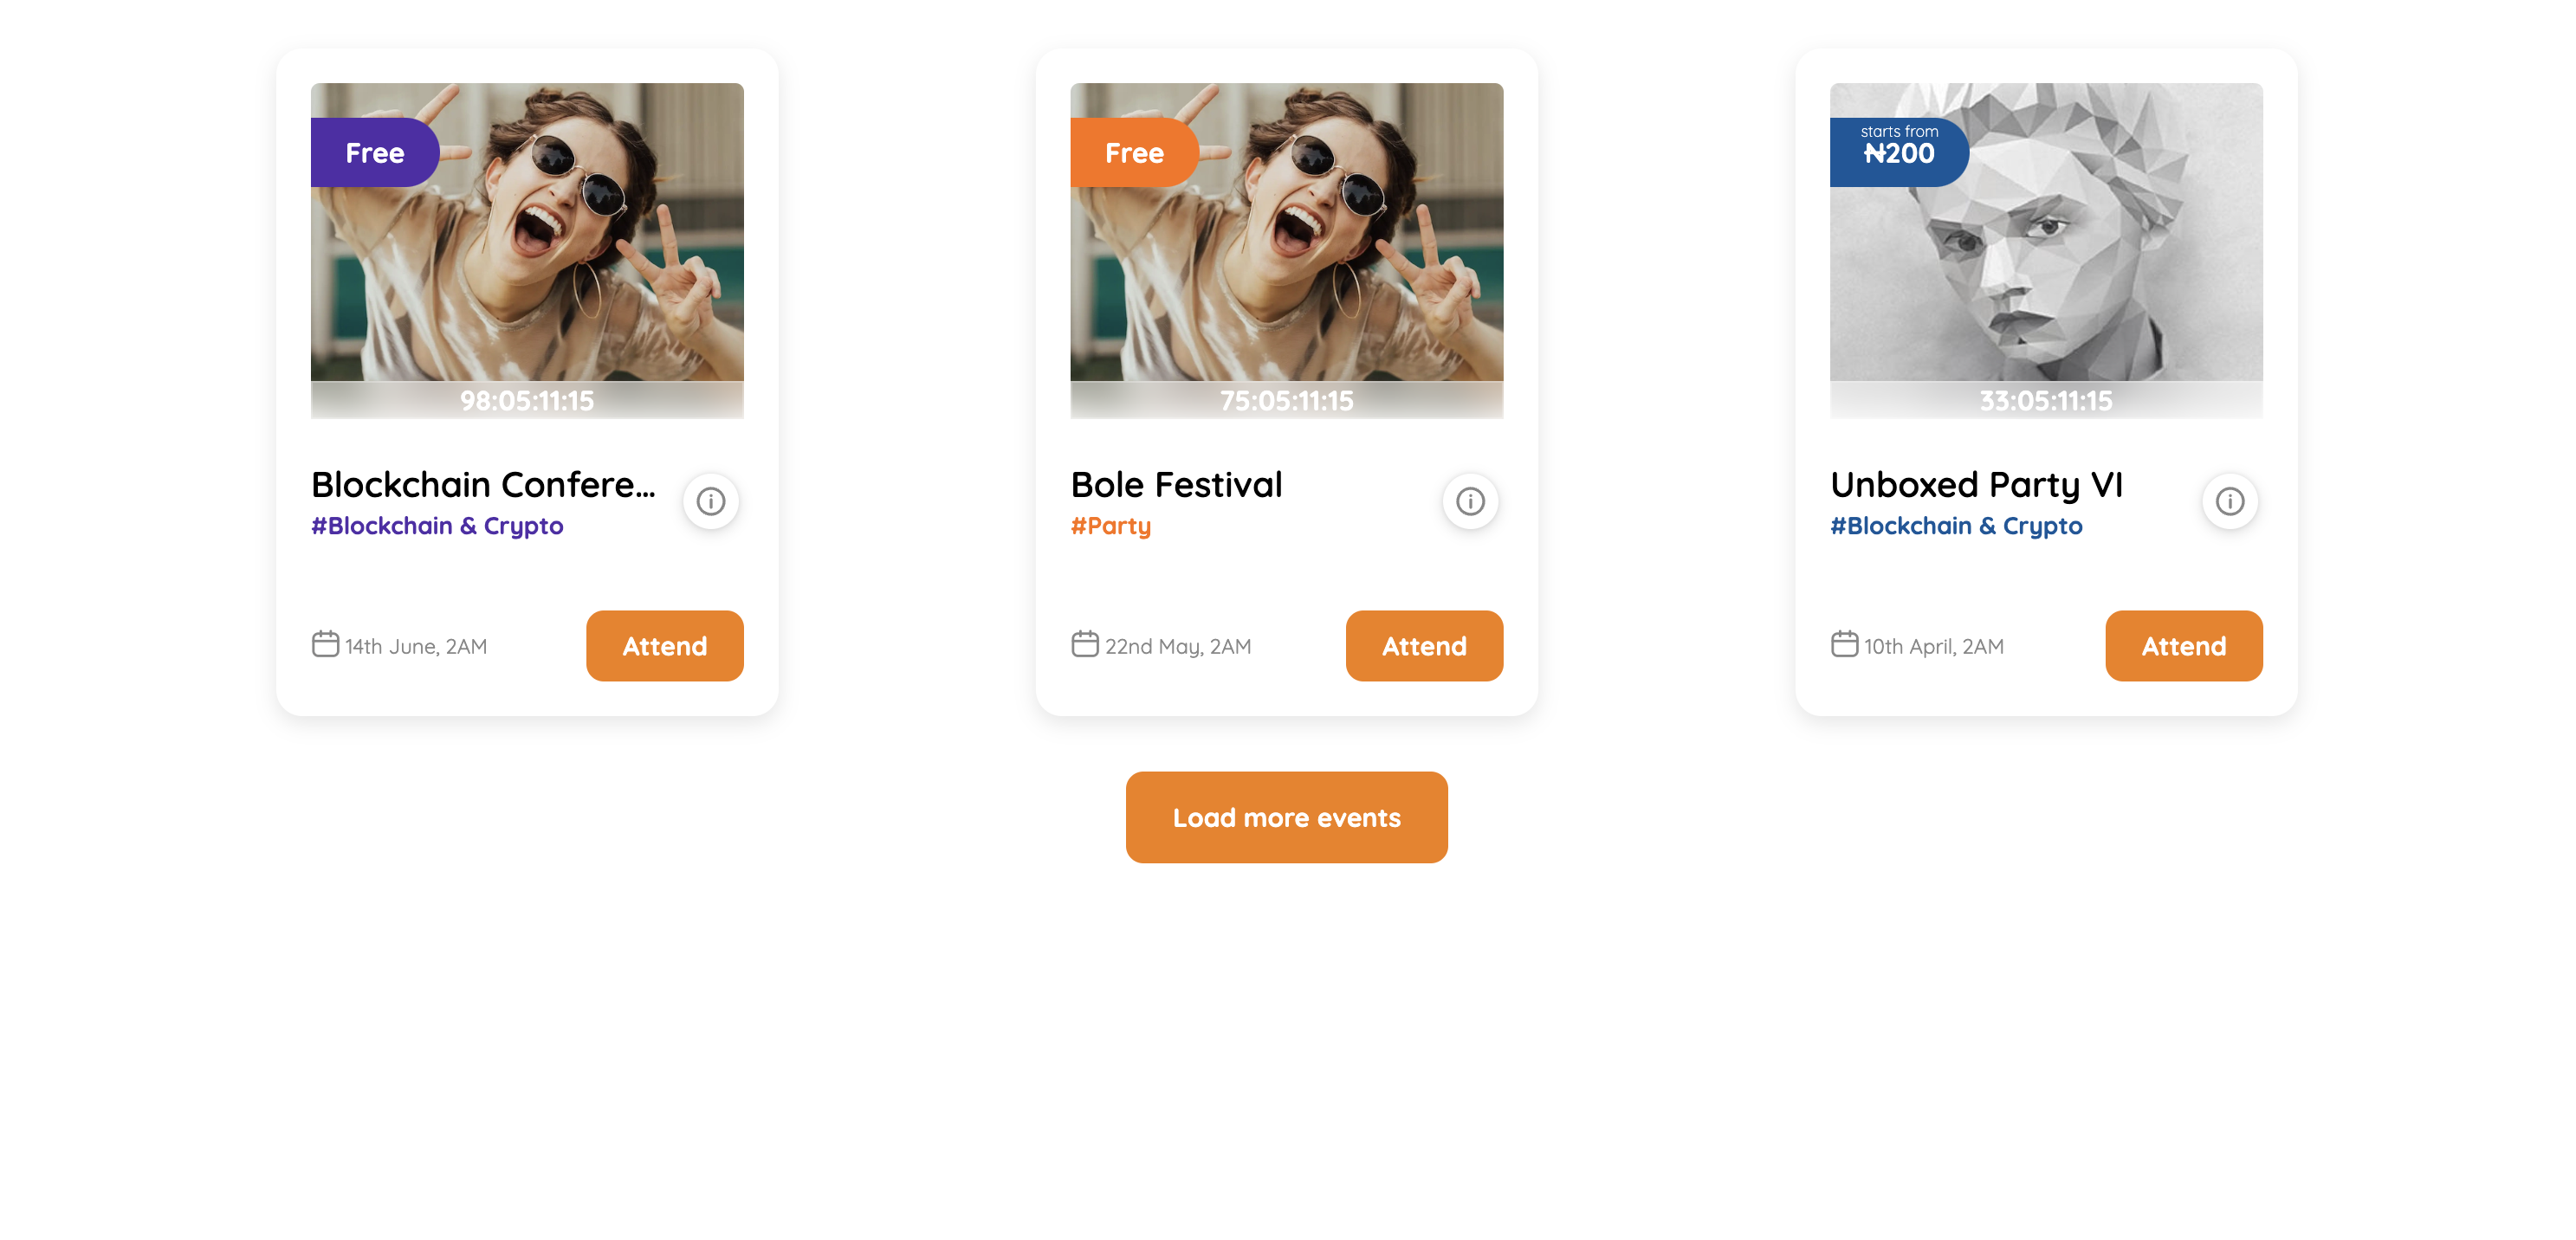 Free
98:05:11:15
Blockchain Confere...
#Blockchain & Crypto
14th June, 2AM
Attend
Free
75:05:11:15
Bole Festival
#Party
22nd May, 2AM
Attend
starts from
₦200
33:05:11:15
Unboxed Party VI
#Blockchain & Crypto
10th April, 2AM
Attend
Load more events